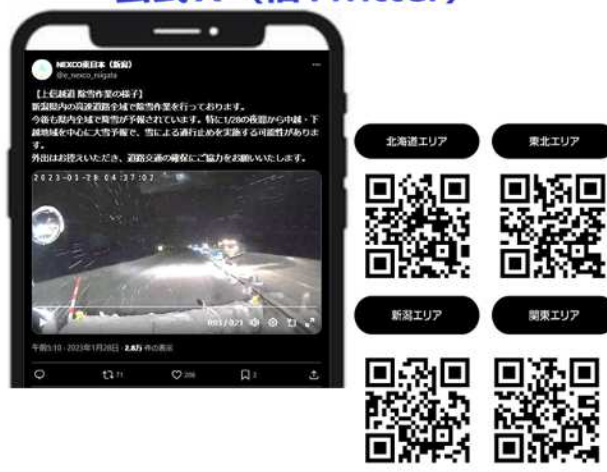 公式X（旧Twitter）
NEXCO東日本（新潟）
@e_nexco_niigata
【上信越道 除雪作業の様子】
新潟県内の高速道路全域で除雪作業を行っております。
今後も県内全域で降雪が予報されています。特に1/28の夜間から中越・下
越地域を中心に大雪予報で、雪による通行止めを実施する可能性がありま
す。
外出はお控えいただき、道路交通の確保にご協力をお願いいたします。
2023-01-28 04:37:02
午前5:10 · 2023年1月28日 · 2.8万 件の表示
71
206
2
北海道エリア
東北エリア
新潟エリア
関東エリア